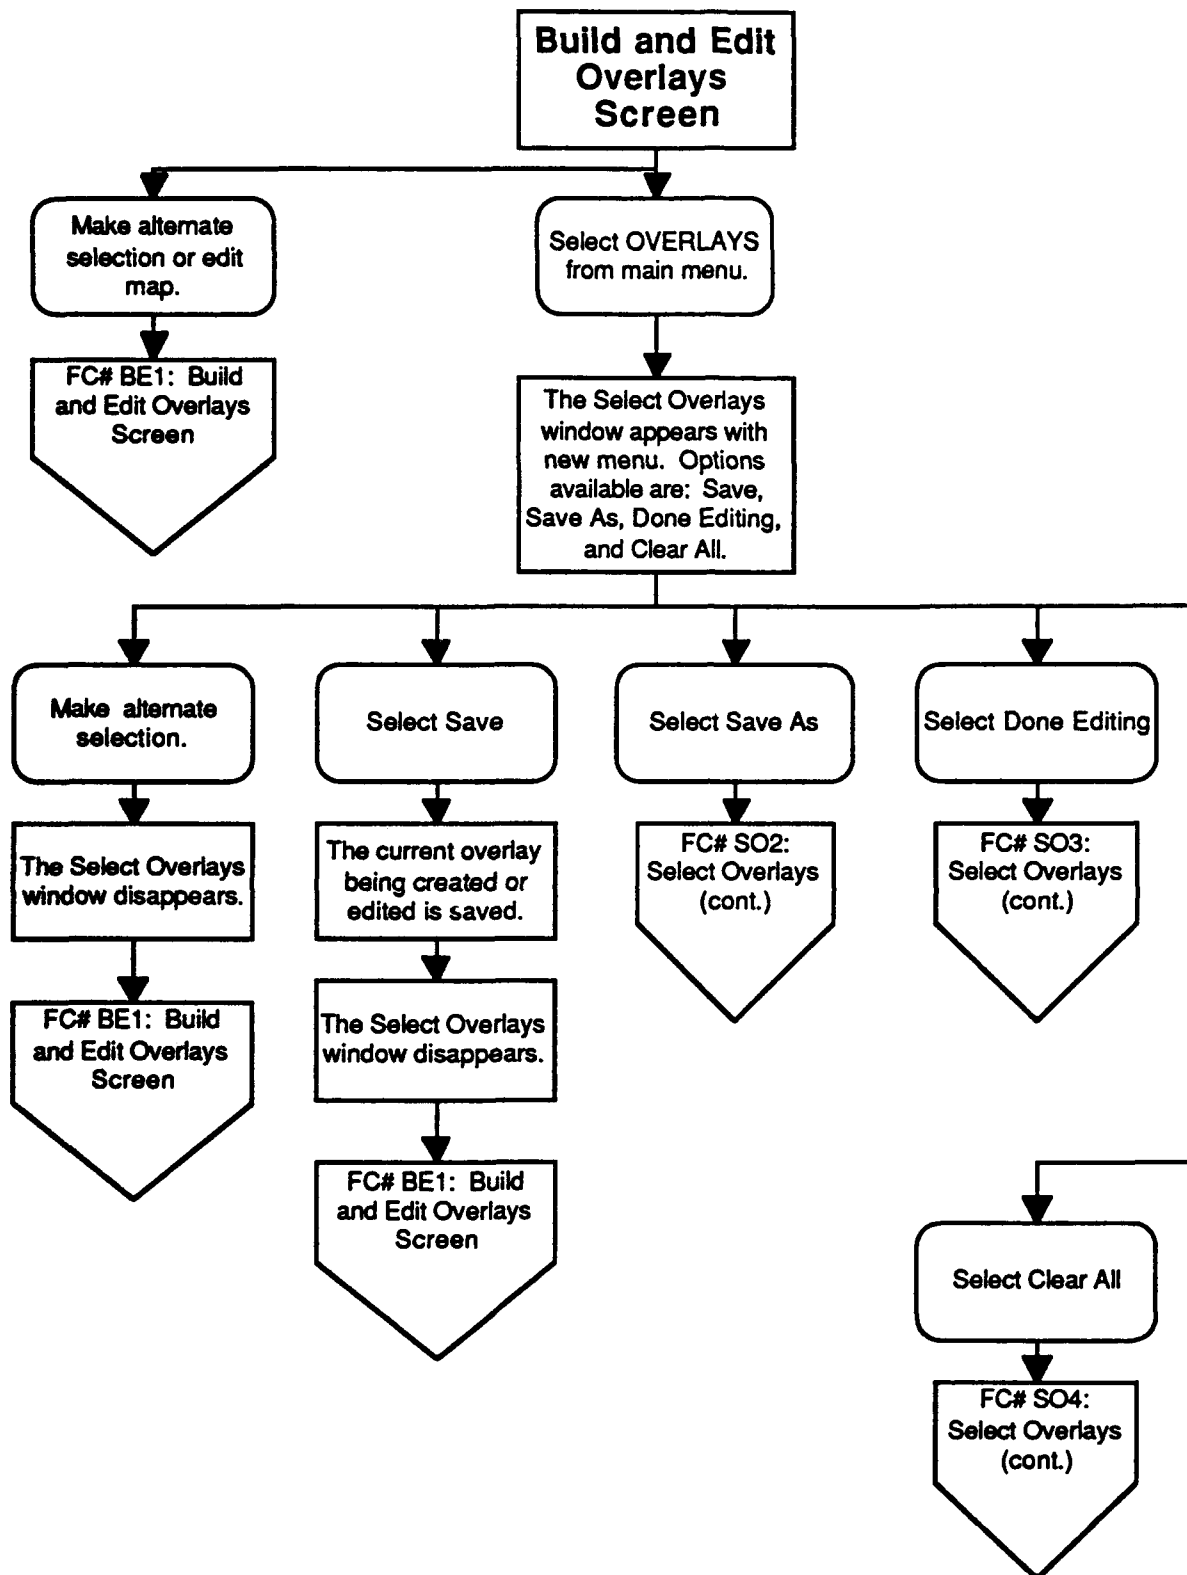 Build and Edit
Overlays
Screen
Make alternate
selection or edit
map.
Select OVERLAYS
from main menu.
FC# BE1: Build
and Edit Overlays
Screen
The Select Overlays
window appears with
new menu. Options
available are: Save,
Save As, Done Editing,
and Clear All.
Make alternate
selection.
Select Save
Select Save As
Select Done Editing
The Select Overlays
window disappears.
The current overlay
being created or
edited is saved.
FC# SO2:
Select Overlays
(cont.)
FC# SO3:
Select Overlays
(cont.)
FC# BE1: Build
and Edit Overlays
Screen
The Select Overlays
window disappears.
FC# BE1: Build
and Edit Overlays
Screen
Select Clear All
FC# SO4:
Select Overlays
(cont.)